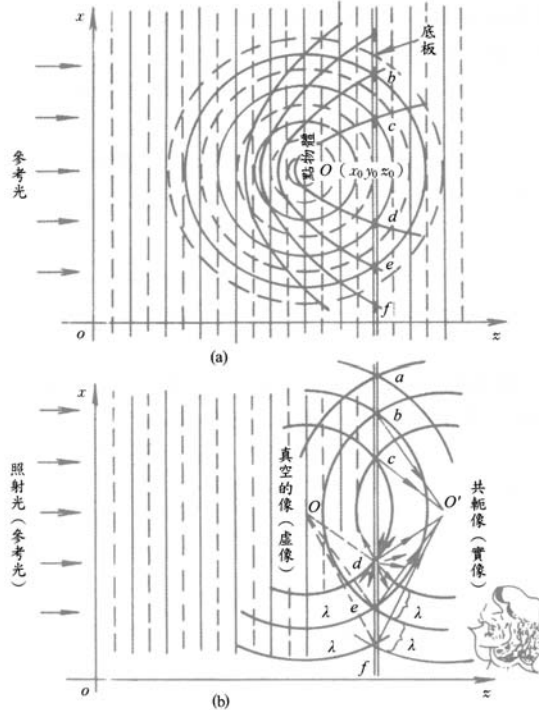 x
底板
b
c
參考光
點物體
O ( x₀ y₀ z₀ )
d
e
f
o
z
(a)
x
a
b
c
照射光(參考光)
真空的像(虛像)
O
O'
共軛像(實像)
d
e
λ
λ
λ
λ
f
o
z
(b)